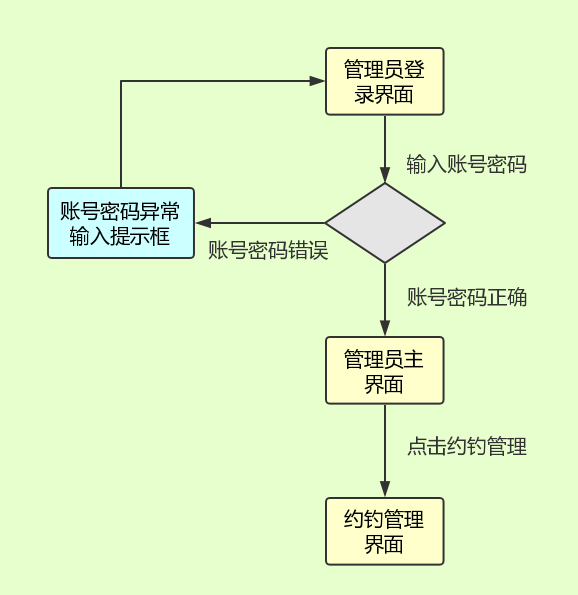 管理员登
录界面
输入账号密码
账号密码异常
输入提示框
账号密码错误
账号密码正确
管理员主
界面
点击约钓管理
约钓管理
界面